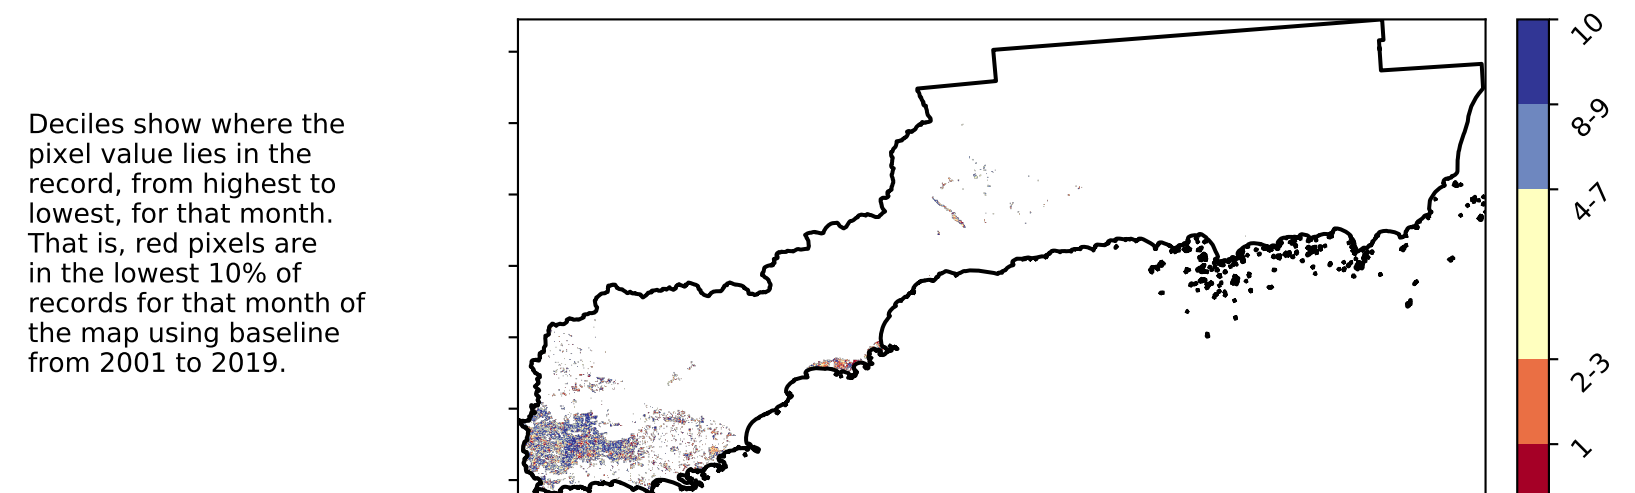 Deciles show where the
pixel value lies in the
record, from highest to
lowest, for that month.
That is, red pixels are
in the lowest 10% of
records for that month of
the map using baseline
from 2001 to 2019.
10
8-9
4-7
2-3
1